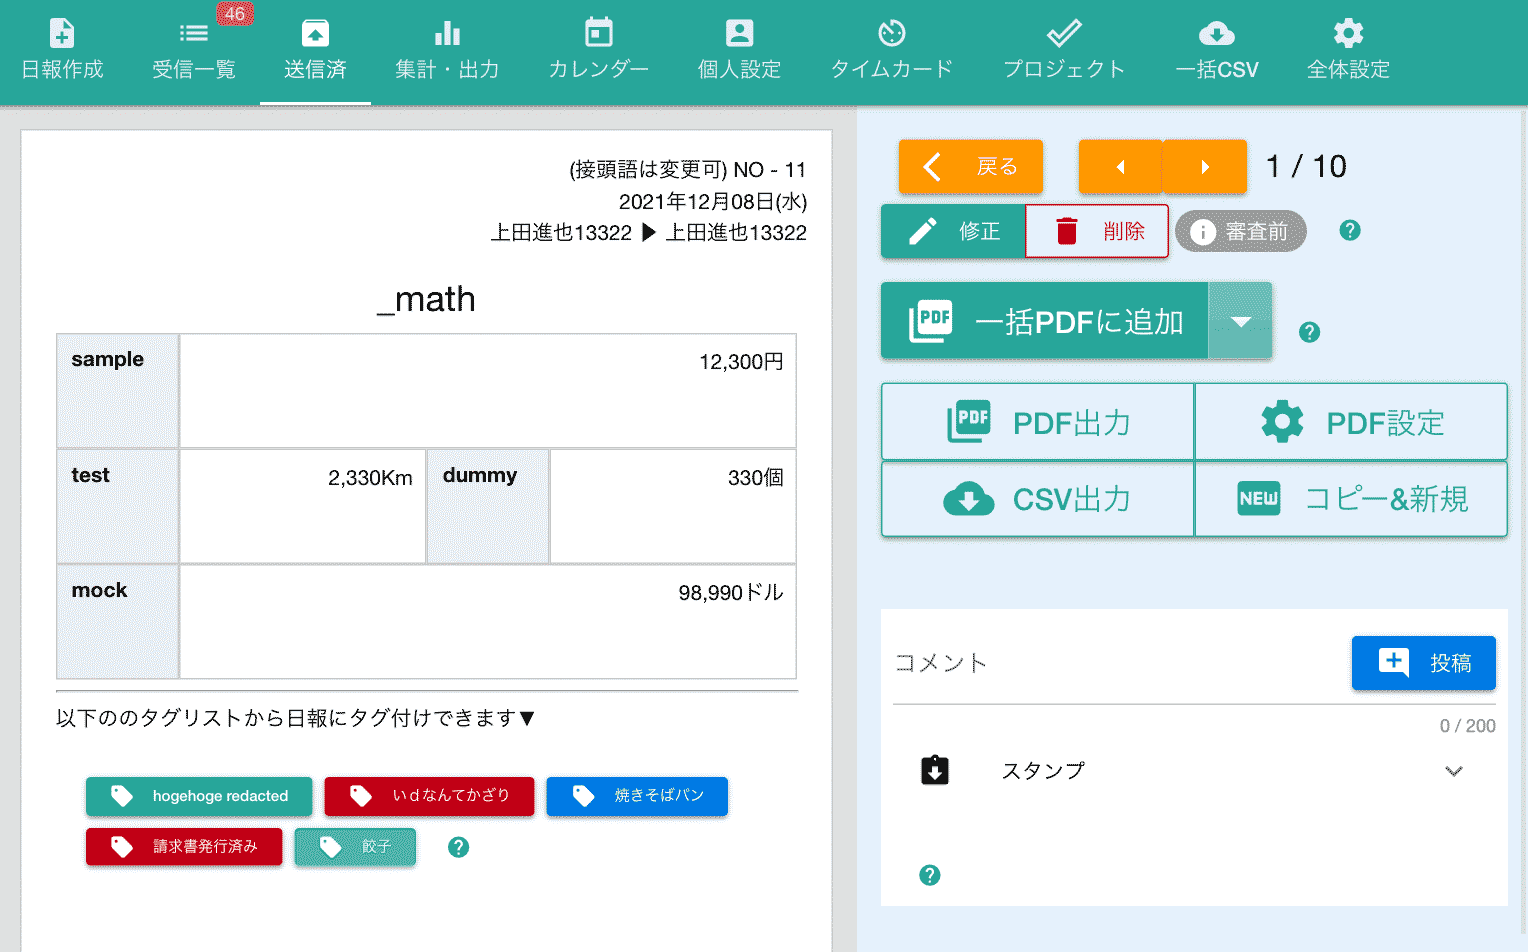 46
日報作成 受信一覧 送信済 集計・出力 カレンダー 個人設定 タイムカード プロジェクト 一括CSV 全体設定
(接頭語は変更可) NO - 11
2021年12月08日(水)
上田進也13322 ▶ 上田進也13322
_math
sample 12,300円
test 2,330Km dummy 330個
mock 98,990ドル
以下ののタグリストから日報にタグ付けできます▼
hogehoge redacted いdなんてかざり 焼きそばパン
請求書発行済み 餃子
戻る 1 / 10
修正 削除 審査前
PDF 一括PDFに追加
PDF PDF出力 PDF設定
CSV出力 NEW コピー&新規
コメント 投稿
0 / 200
スタンプ